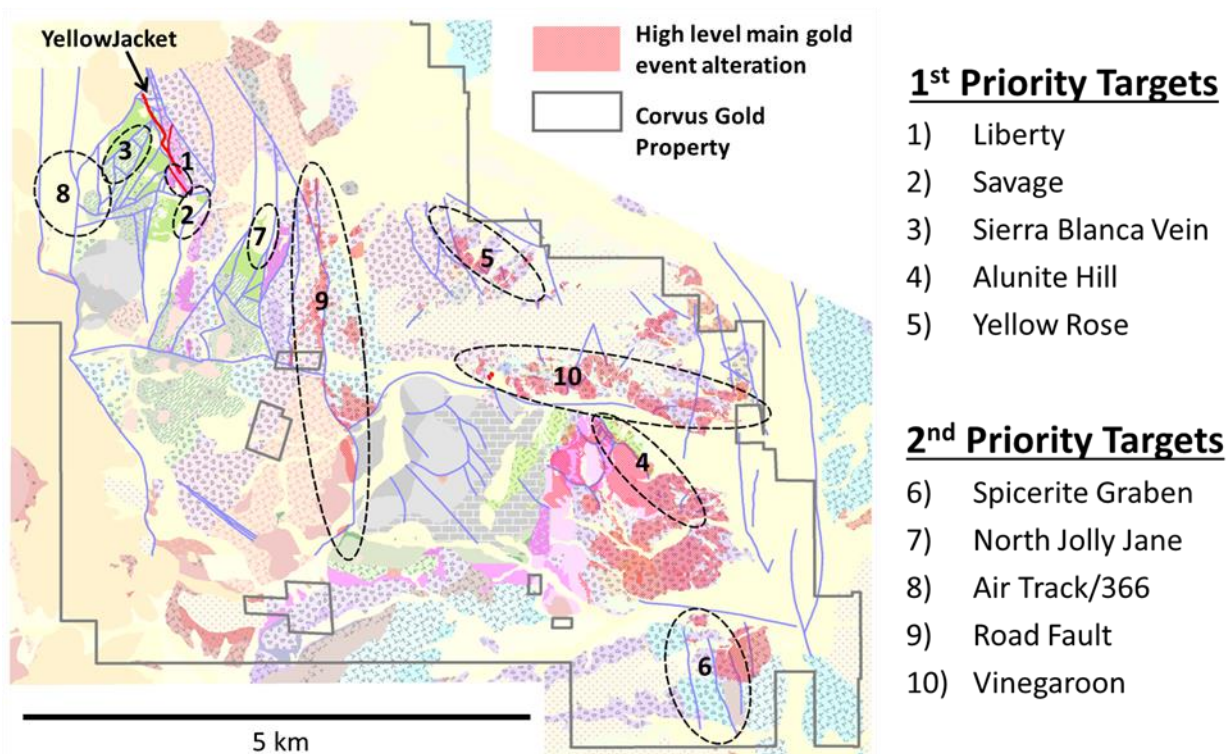 YellowJacket
High level main gold
event alteration
Corvus Gold
Property
3
1
8
2
7
5
9
10
4
6
5 km
1st Priority Targets
1) Liberty
2) Savage
3) Sierra Blanca Vein
4) Alunite Hill
5) Yellow Rose
2nd Priority Targets
6) Spicerite Graben
7) North Jolly Jane
8) Air Track/366
9) Road Fault
10) Vinegaroon